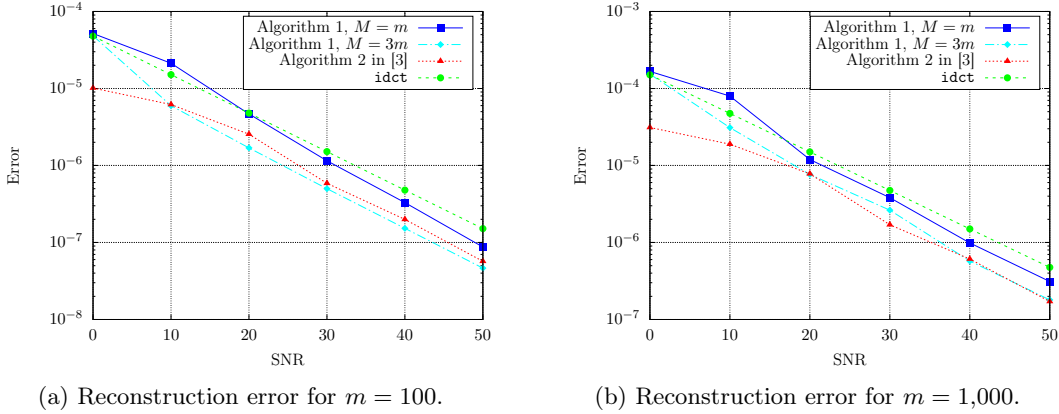 10⁻⁴
10⁻⁵
10⁻⁶
10⁻⁷
10⁻⁸
Error
0 10 20 30 40 50
SNR
Algorithm 1, M = m
Algorithm 1, M = 3m
Algorithm 2 in [3]
idct
(a) Reconstruction error for m = 100.
10⁻³
10⁻⁴
10⁻⁵
10⁻⁶
10⁻⁷
Error
0 10 20 30 40 50
SNR
Algorithm 1, M = m
Algorithm 1, M = 3m
Algorithm 2 in [3]
idct
(b) Reconstruction error for m = 1,000.